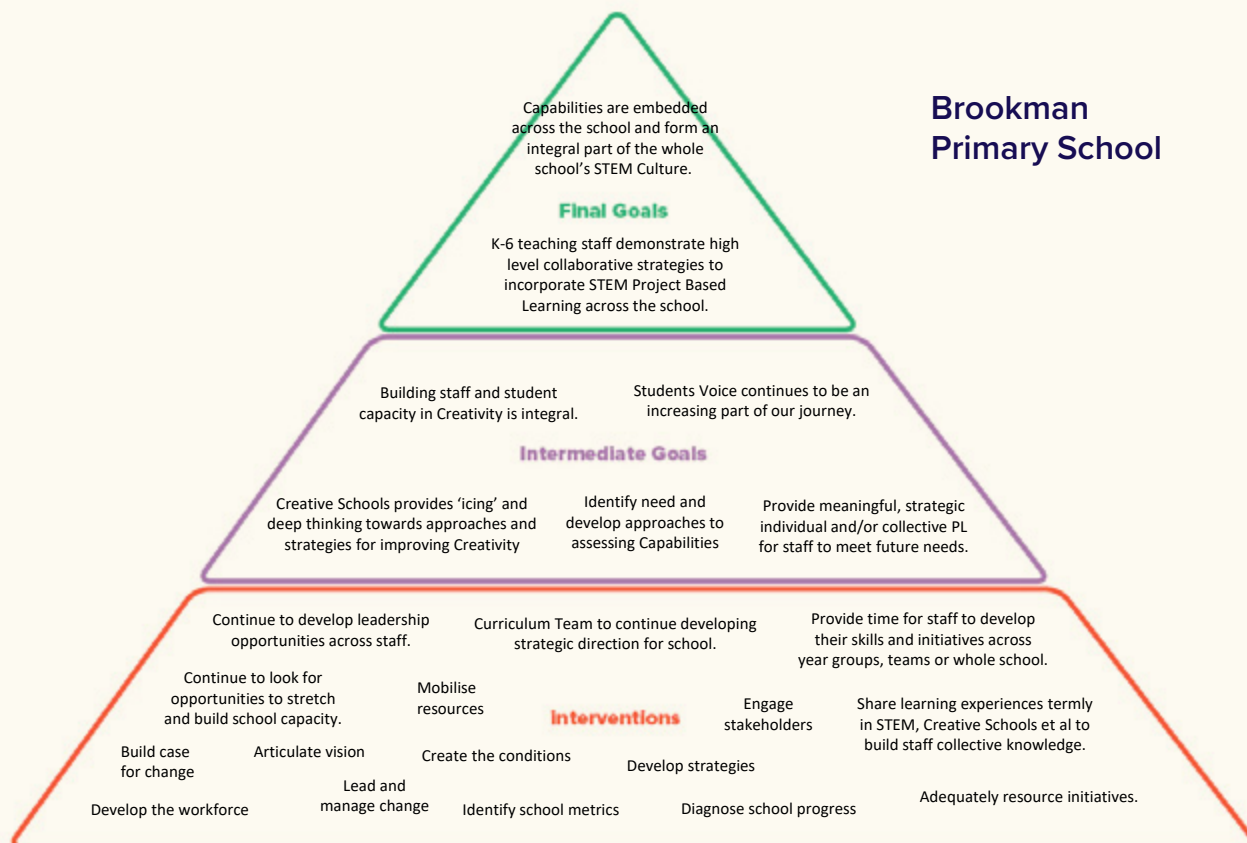 Brookman
Primary School
Capabilities are embedded
across the school and form an
integral part of the whole
school's STEM Culture.
Final Goals
K-6 teaching staff demonstrate high
level collaborative strategies to
incorporate STEM Project Based
Learning across the school.
Building staff and student
capacity in Creativity is integral.
Students Voice continues to be an
increasing part of our journey.
Intermediate Goals
Creative Schools provides ‘icing’ and
deep thinking towards approaches and
strategies for improving Creativity
Identify need and
develop approaches to
assessing Capabilities
Provide meaningful, strategic
individual and/or collective PL
for staff to meet future needs.
Continue to develop leadership
opportunities across staff.
Curriculum Team to continue developing
strategic direction for school.
Provide time for staff to develop
their skills and initiatives across
year groups, teams or whole school.
Continue to look for
opportunities to stretch
and build school capacity.
Mobilise
resources
interventions
Engage
stakeholders
Share learning experiences termly
in STEM, Creative Schools et al to
build staff collective knowledge.
Build case
for change
Articulate vision
Create the conditions
Develop strategies
Develop the workforce
Lead and
manage change
Identify school metrics
Diagnose school progress
Adequately resource initiatives.